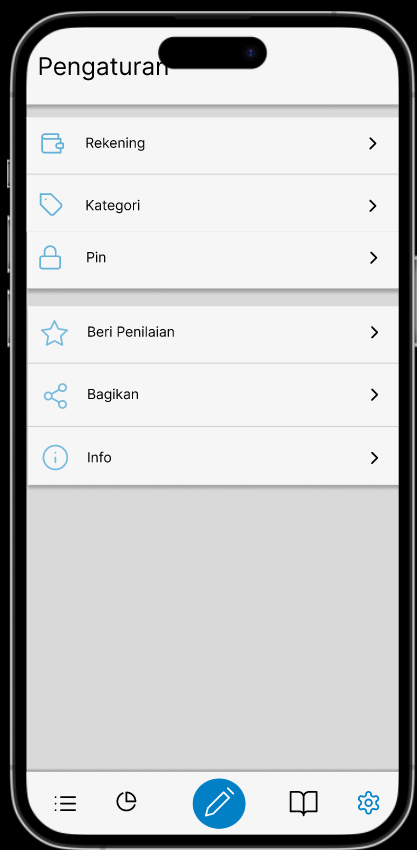 Pengaturan
Rekening
Kategori
Pin
Beri Penilaian
Bagikan
Info